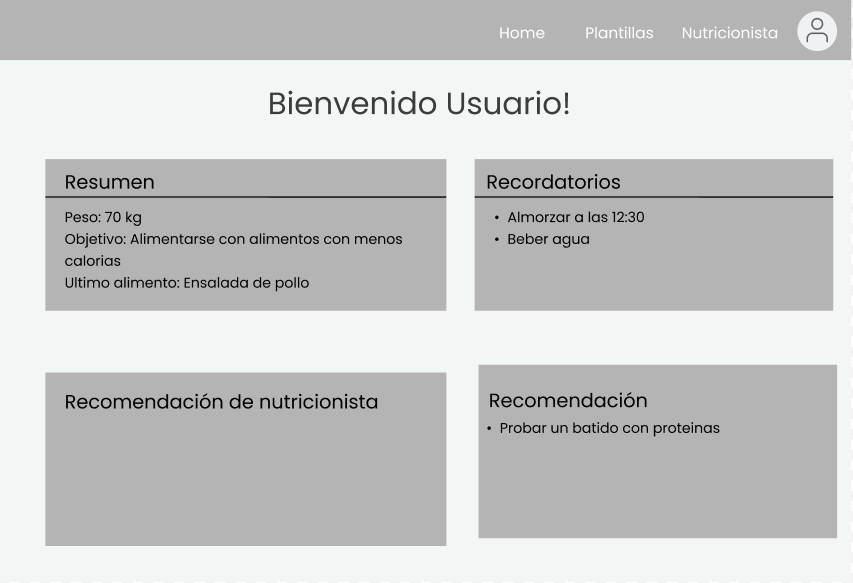 Home Plantillas Nutricionista
Bienvenido Usuario!
Resumen
Peso: 70 kg
Objetivo: Alimentarse con alimentos con menos
calorias
Ultimo alimento: Ensalada de pollo
Recordatorios
• Almorzar a las 12:30
• Beber agua
Recomendación de nutricionista
Recomendación
• Probar un batido con proteinas